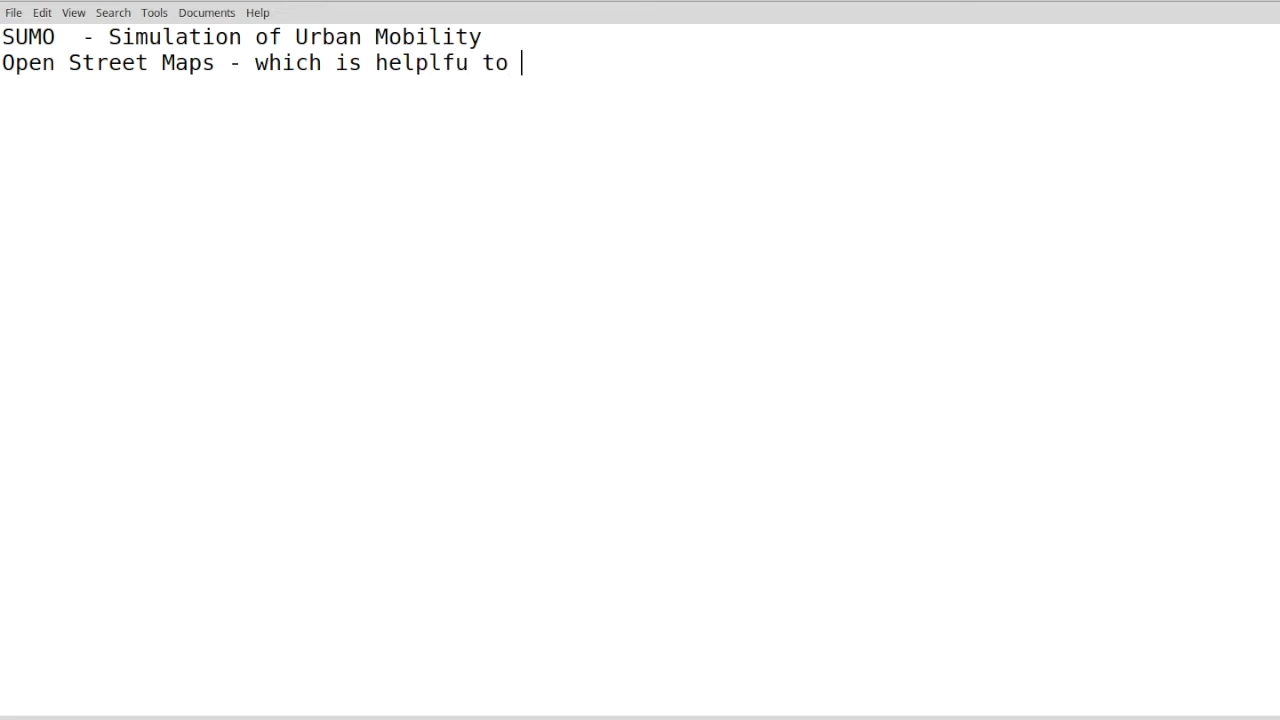 File Edit View Search Tools Documents Help
SUMO  - Simulation of Urban Mobility
Open Street Maps - which is helplfu to